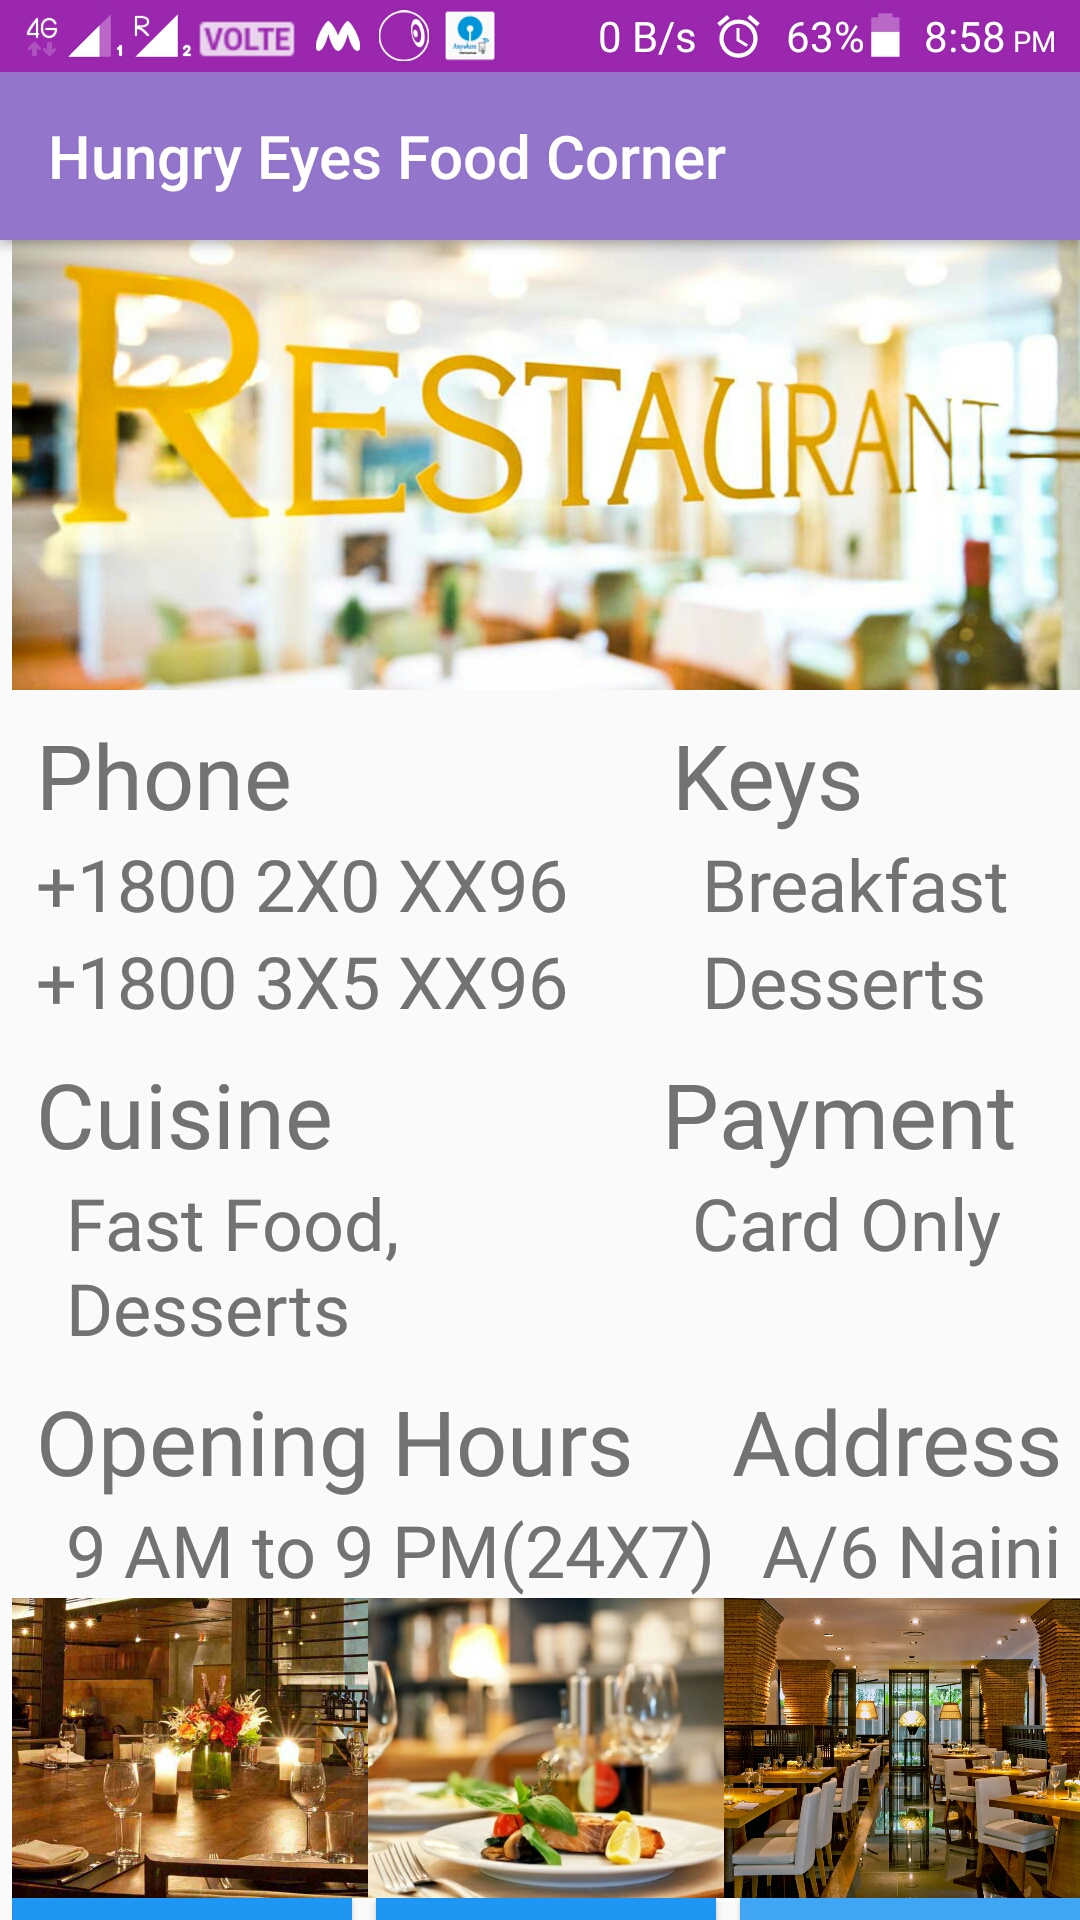 4G 1 R 2 VOLTE 0 B/s 63% 8:58 PM
Hungry Eyes Food Corner
RESTAURANT
Phone Keys
+1800 2X0 XX96 Breakfast
+1800 3X5 XX96 Desserts
Cuisine Payment
Fast Food, Card Only
Desserts
Opening Hours Address
9 AM to 9 PM(24X7) A/6 Naini